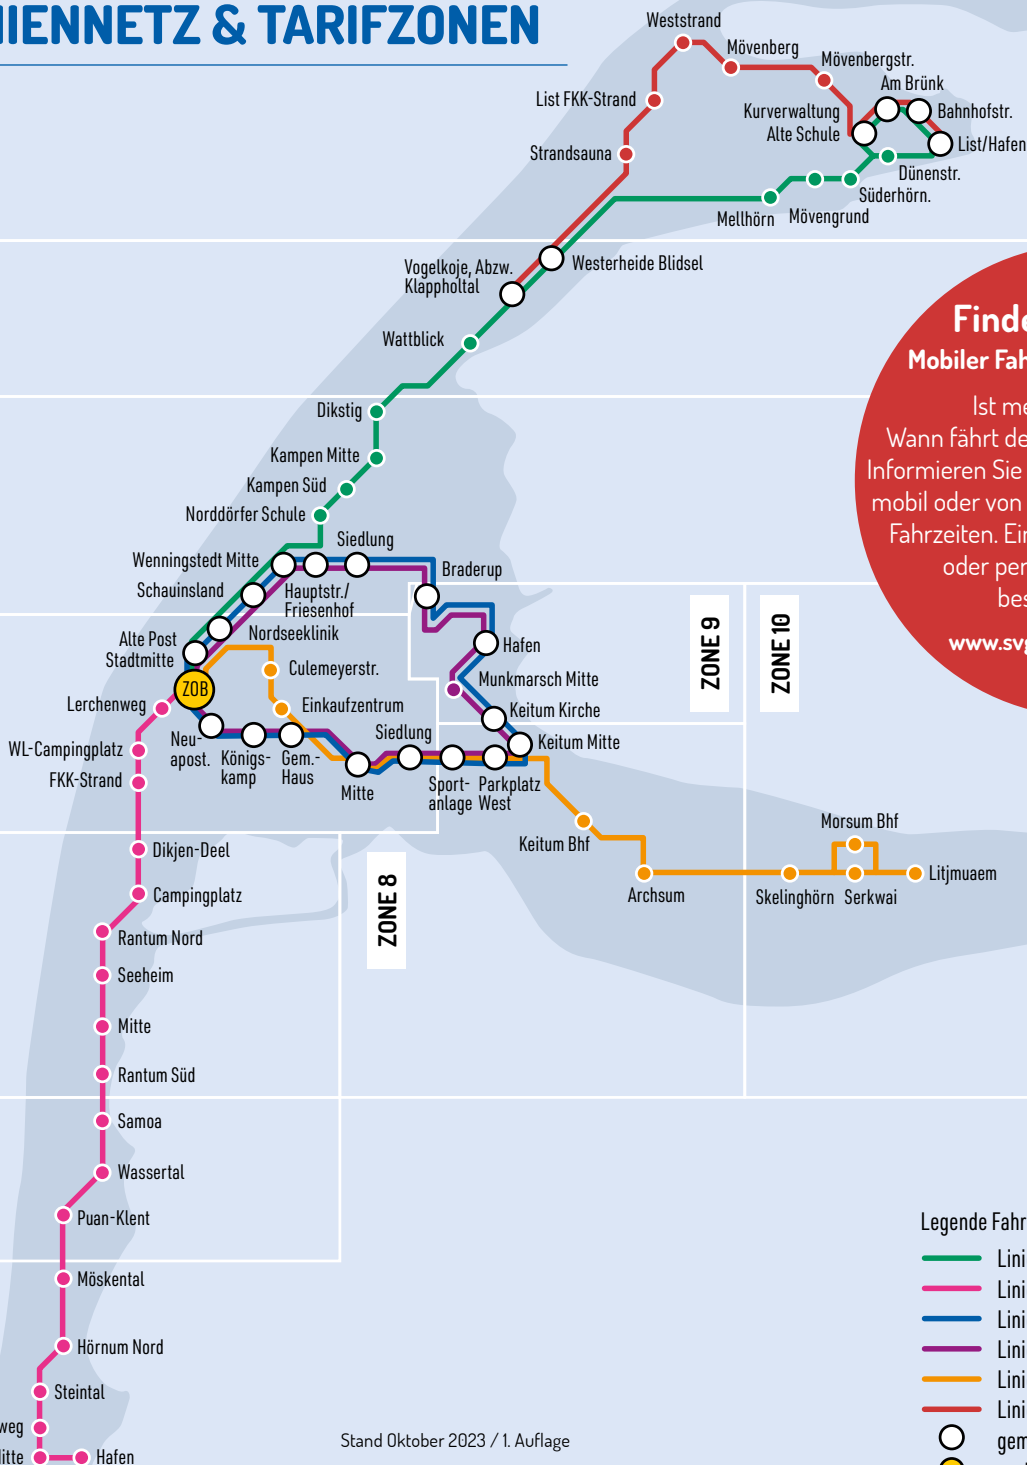 IENNETZ & TARIFZONEN
Weststrand
Mövenberg
Mövenbergstr.
Am Brünk
List FKK-Strand
Kurverwaltung
Alte Schule
Bahnhofstr.
List/Hafen
Strandsauna
Dünenstr.
Süderhörn.
Mellhörn
Mövengrund
Vogelkoje, Abzw.
Klappholtal
Westerheide Blidsel
Wattblick
Finde
Mobiler Fah
Ist me
Wann fährt de
Informieren Sie
mobil oder von
Fahrzeiten. Ein
oder per
bes
www.svg
Dikstig
Kampen Mitte
Kampen Süd
Norddörfer Schule
Siedlung
Wenningstedt Mitte
Braderup
Schauinsland
Hauptstr./
Friesenhof
ZONE 9
ZONE 10
Alte Post
Stadtmitte
Nordseeklinik
Hafen
Culemeyerstr.
Munkmarsch Mitte
ZOB
Lerchenweg
Einkaufzentrum
Keitum Kirche
Siedlung
Keitum Mitte
WL-Campingplatz
Neu-
apost.
Königs-
kamp
Gem.-
Haus
FKK-Strand
Mitte
Sport-
anlage
Parkplatz
West
Morsum Bhf
Keitum Bhf
Dikjen-Deel
Litjmuaem
Campingplatz
Archsum
Skelinghörn
Serkwai
ZONE 8
Rantum Nord
Seeheim
Mitte
Rantum Süd
Samoa
Wassertal
Puan-Klent
Möskental
Hörnum Nord
Steintal
weg
itte
Hafen
Legende Fahr
Lini
Lini
Lini
Lini
Lini
Lini
gem
Stand Oktober 2023 / 1. Auflage